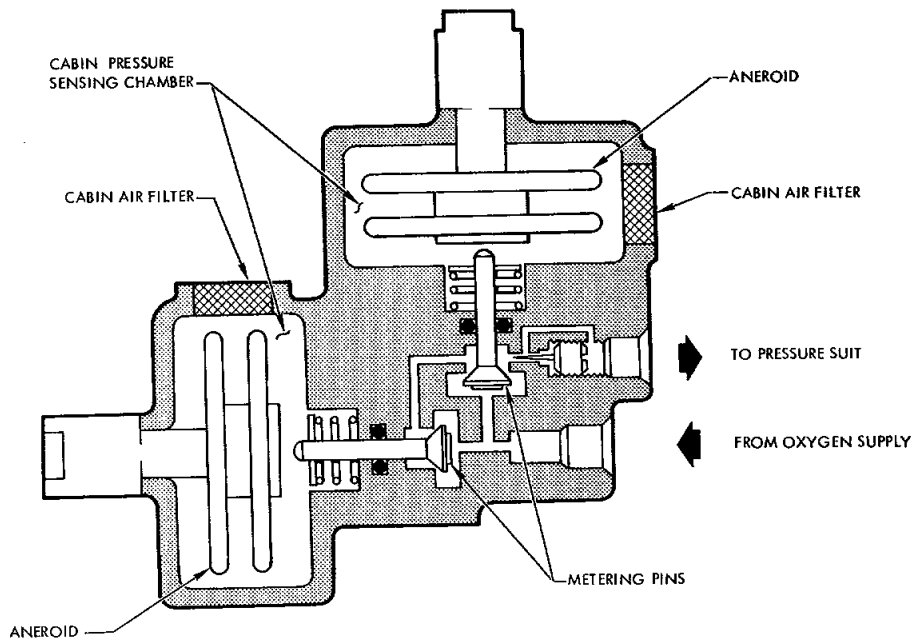 CABIN PRESSURE
SENSING CHAMBER
ANEROID
CABIN AIR FILTER
CABIN AIR FILTER
TO PRESSURE SUIT
FROM OXYGEN SUPPLY
METERING PINS
ANEROID